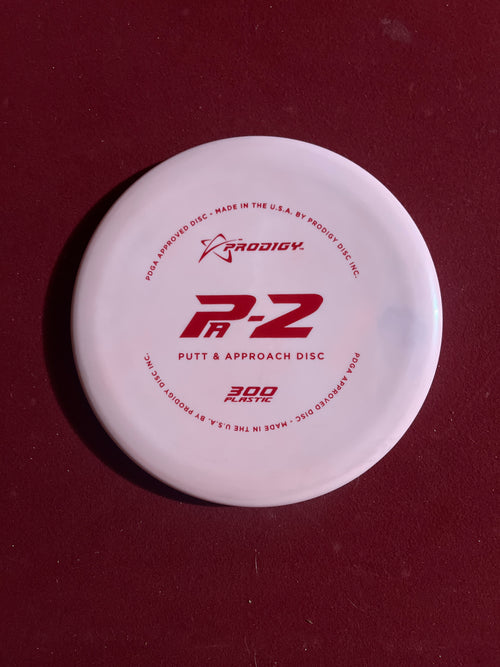 PDGA APPROVED DISC - MADE IN THE U.S.A. BY PRODIGY DISC INC.
PRODIGY™
PA-2
PUTT & APPROACH DISC
300
PLASTIC
PDGA APPROVED DISC - MADE IN THE U.S.A. BY PRODIGY DISC INC.